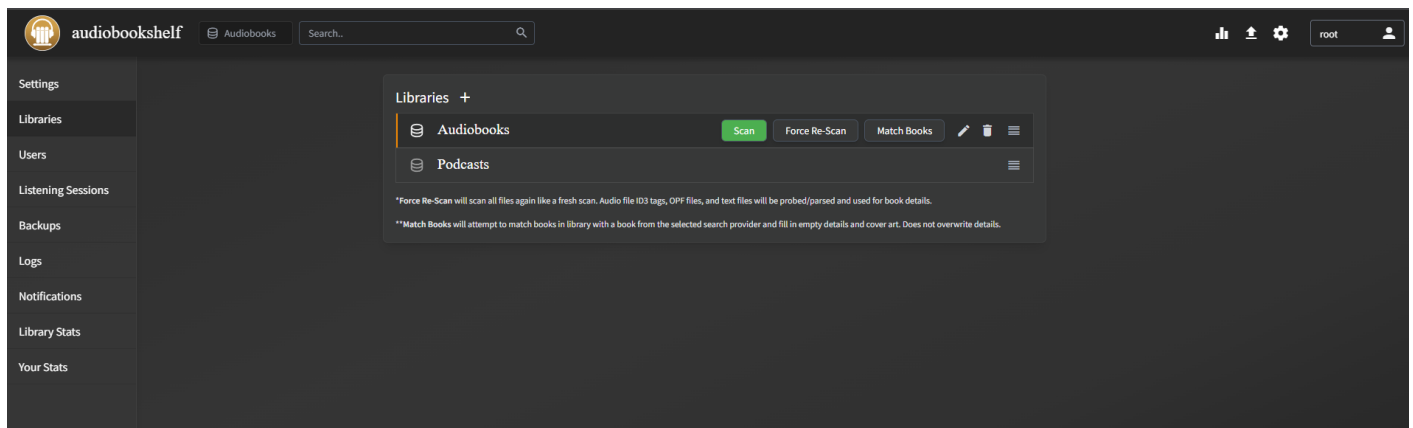 audiobookshelf
Audiobooks
Search..
root
Settings
Libraries
Users
Listening Sessions
Backups
Logs
Notifications
Library Stats
Your Stats
Libraries +
Audiobooks Scan Force Re-Scan Match Books
Podcasts
*Force Re-Scan will scan all files again like a fresh scan. Audio file ID3 tags, OPF files, and text files will be probed/parsed and used for book details.
**Match Books will attempt to match books in library with a book from the selected search provider and fill in empty details and cover art. Does not overwrite details.